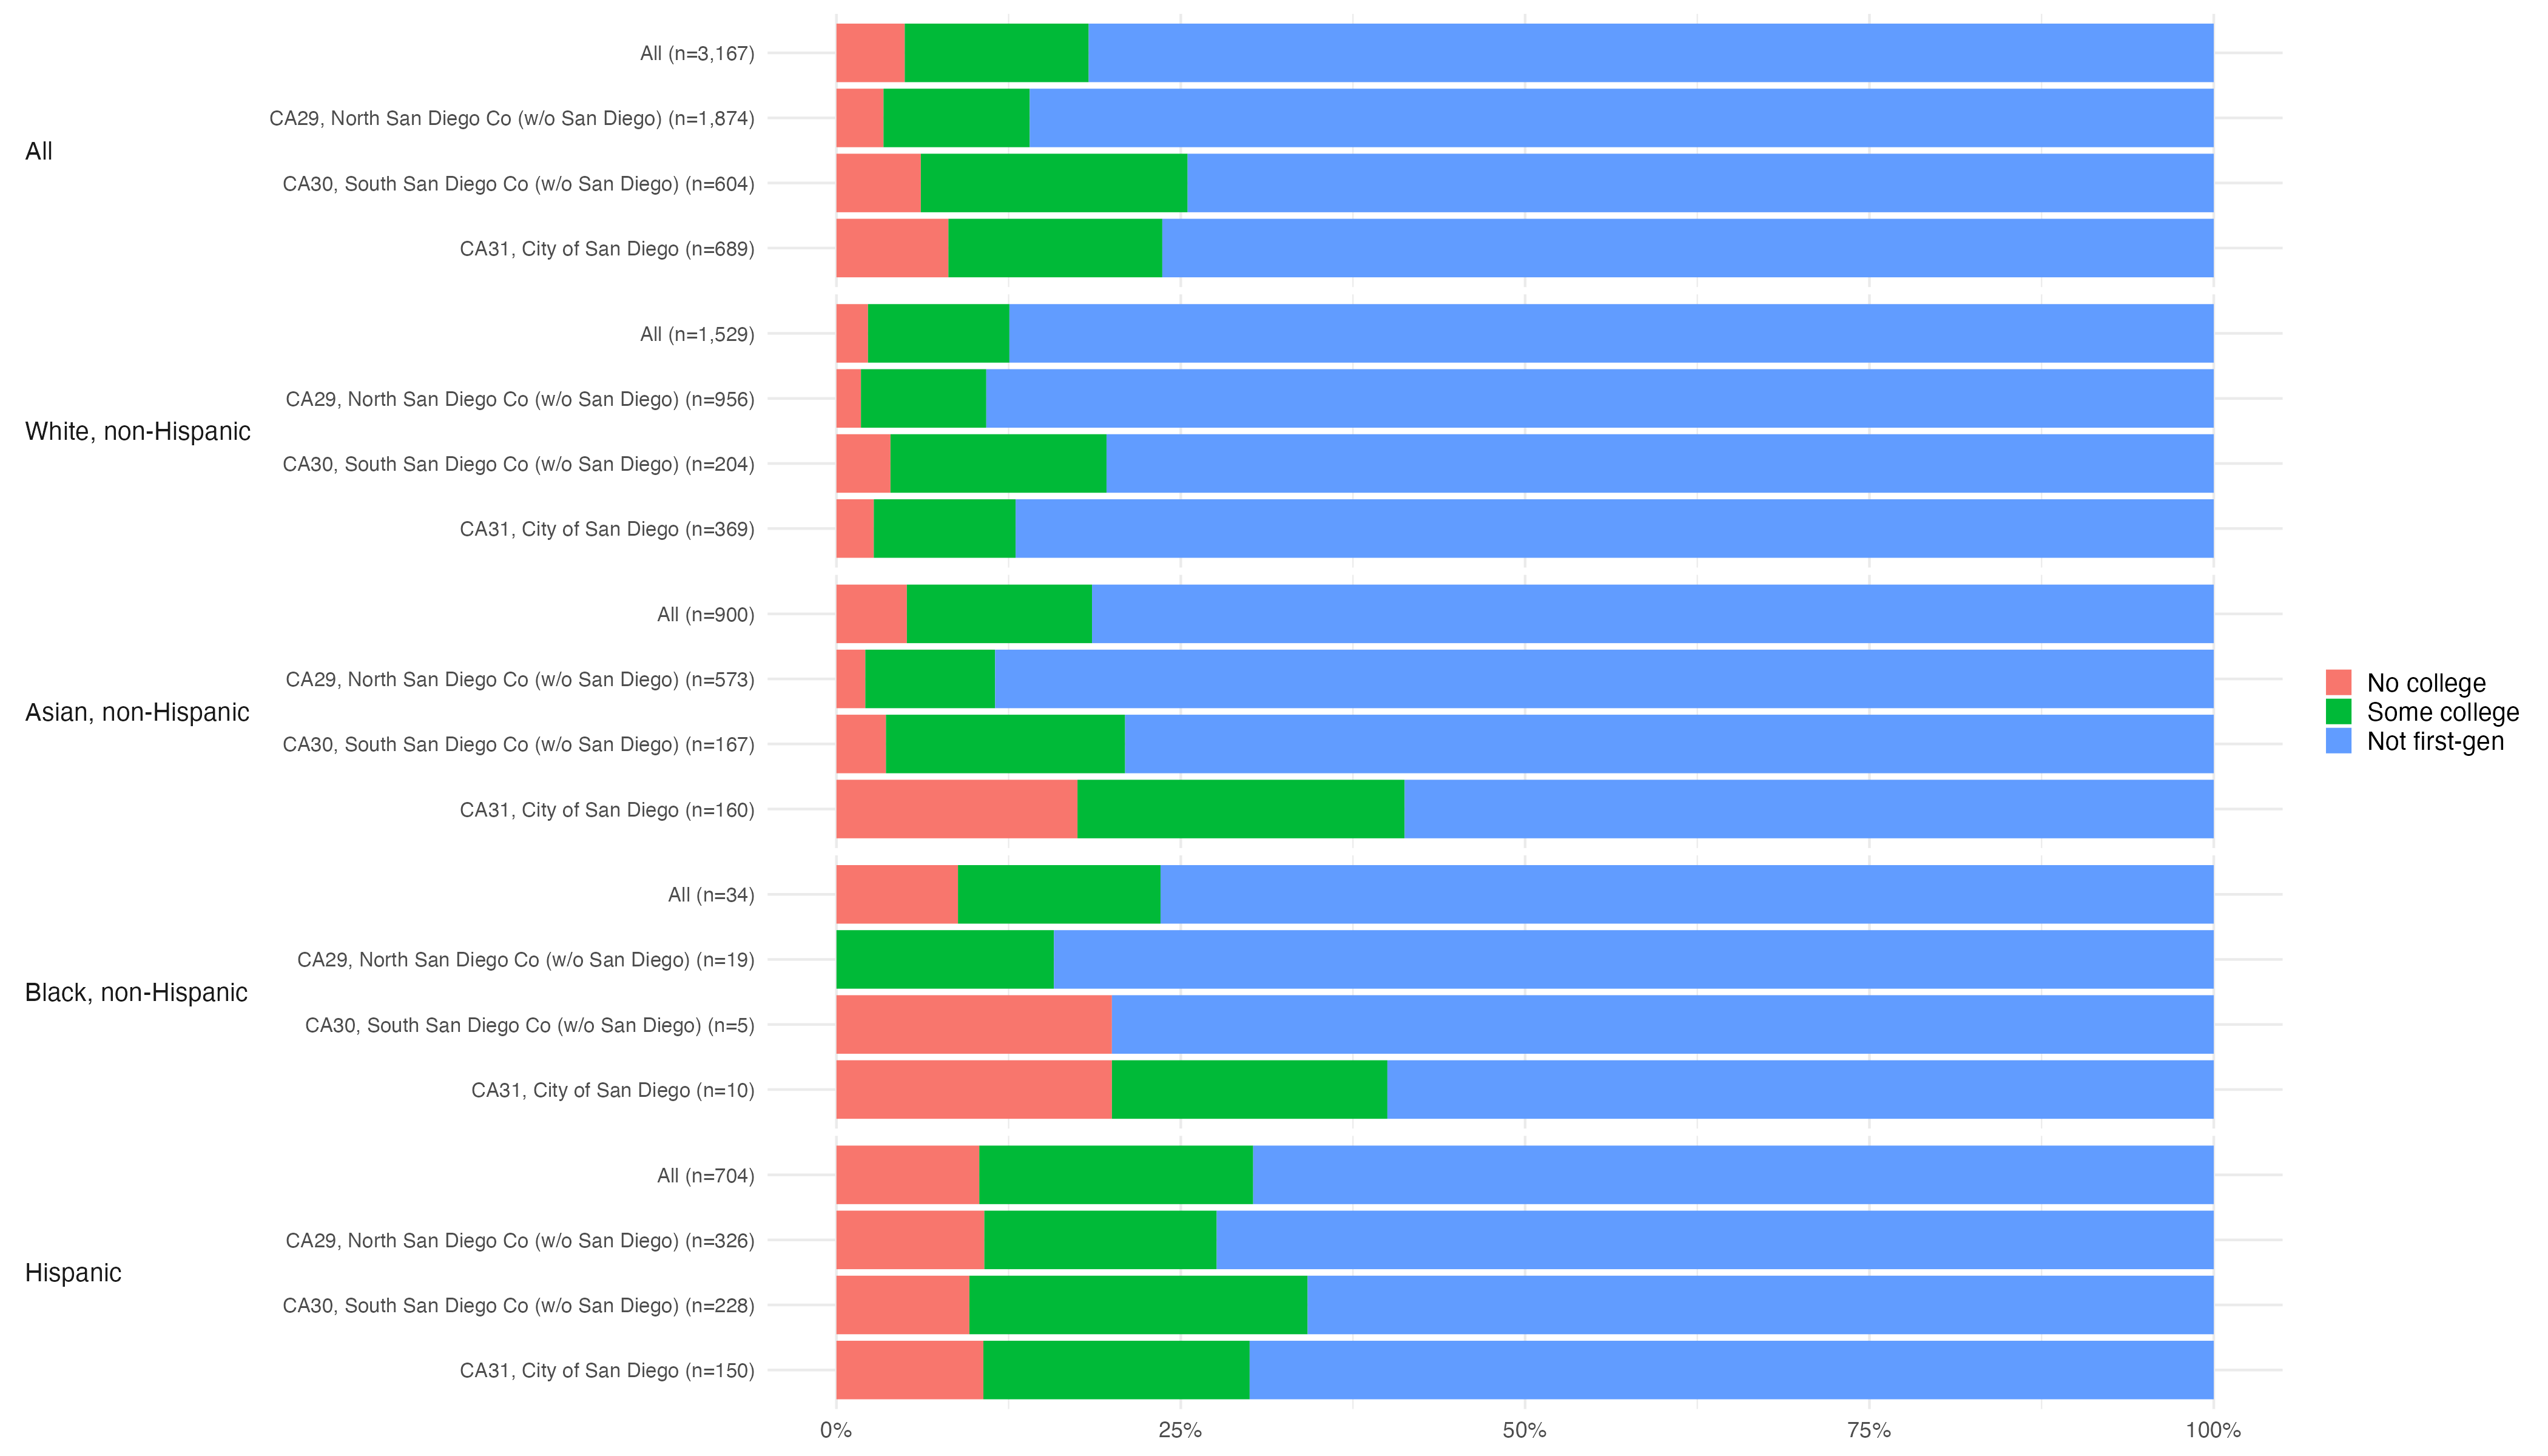 All
All (n=3,167)
CA29, North San Diego Co (w/o San Diego) (n=1,874)
CA30, South San Diego Co (w/o San Diego) (n=604)
CA31, City of San Diego (n=689)
White, non-Hispanic
All (n=1,529)
CA29, North San Diego Co (w/o San Diego) (n=956)
CA30, South San Diego Co (w/o San Diego) (n=204)
CA31, City of San Diego (n=369)
Asian, non-Hispanic
All (n=900)
CA29, North San Diego Co (w/o San Diego) (n=573)
CA30, South San Diego Co (w/o San Diego) (n=167)
CA31, City of San Diego (n=160)
Black, non-Hispanic
All (n=34)
CA29, North San Diego Co (w/o San Diego) (n=19)
CA30, South San Diego Co (w/o San Diego) (n=5)
CA31, City of San Diego (n=10)
Hispanic
All (n=704)
CA29, North San Diego Co (w/o San Diego) (n=326)
CA30, South San Diego Co (w/o San Diego) (n=228)
CA31, City of San Diego (n=150)
0% 25% 50% 75% 100%
No college
Some college
Not first-gen